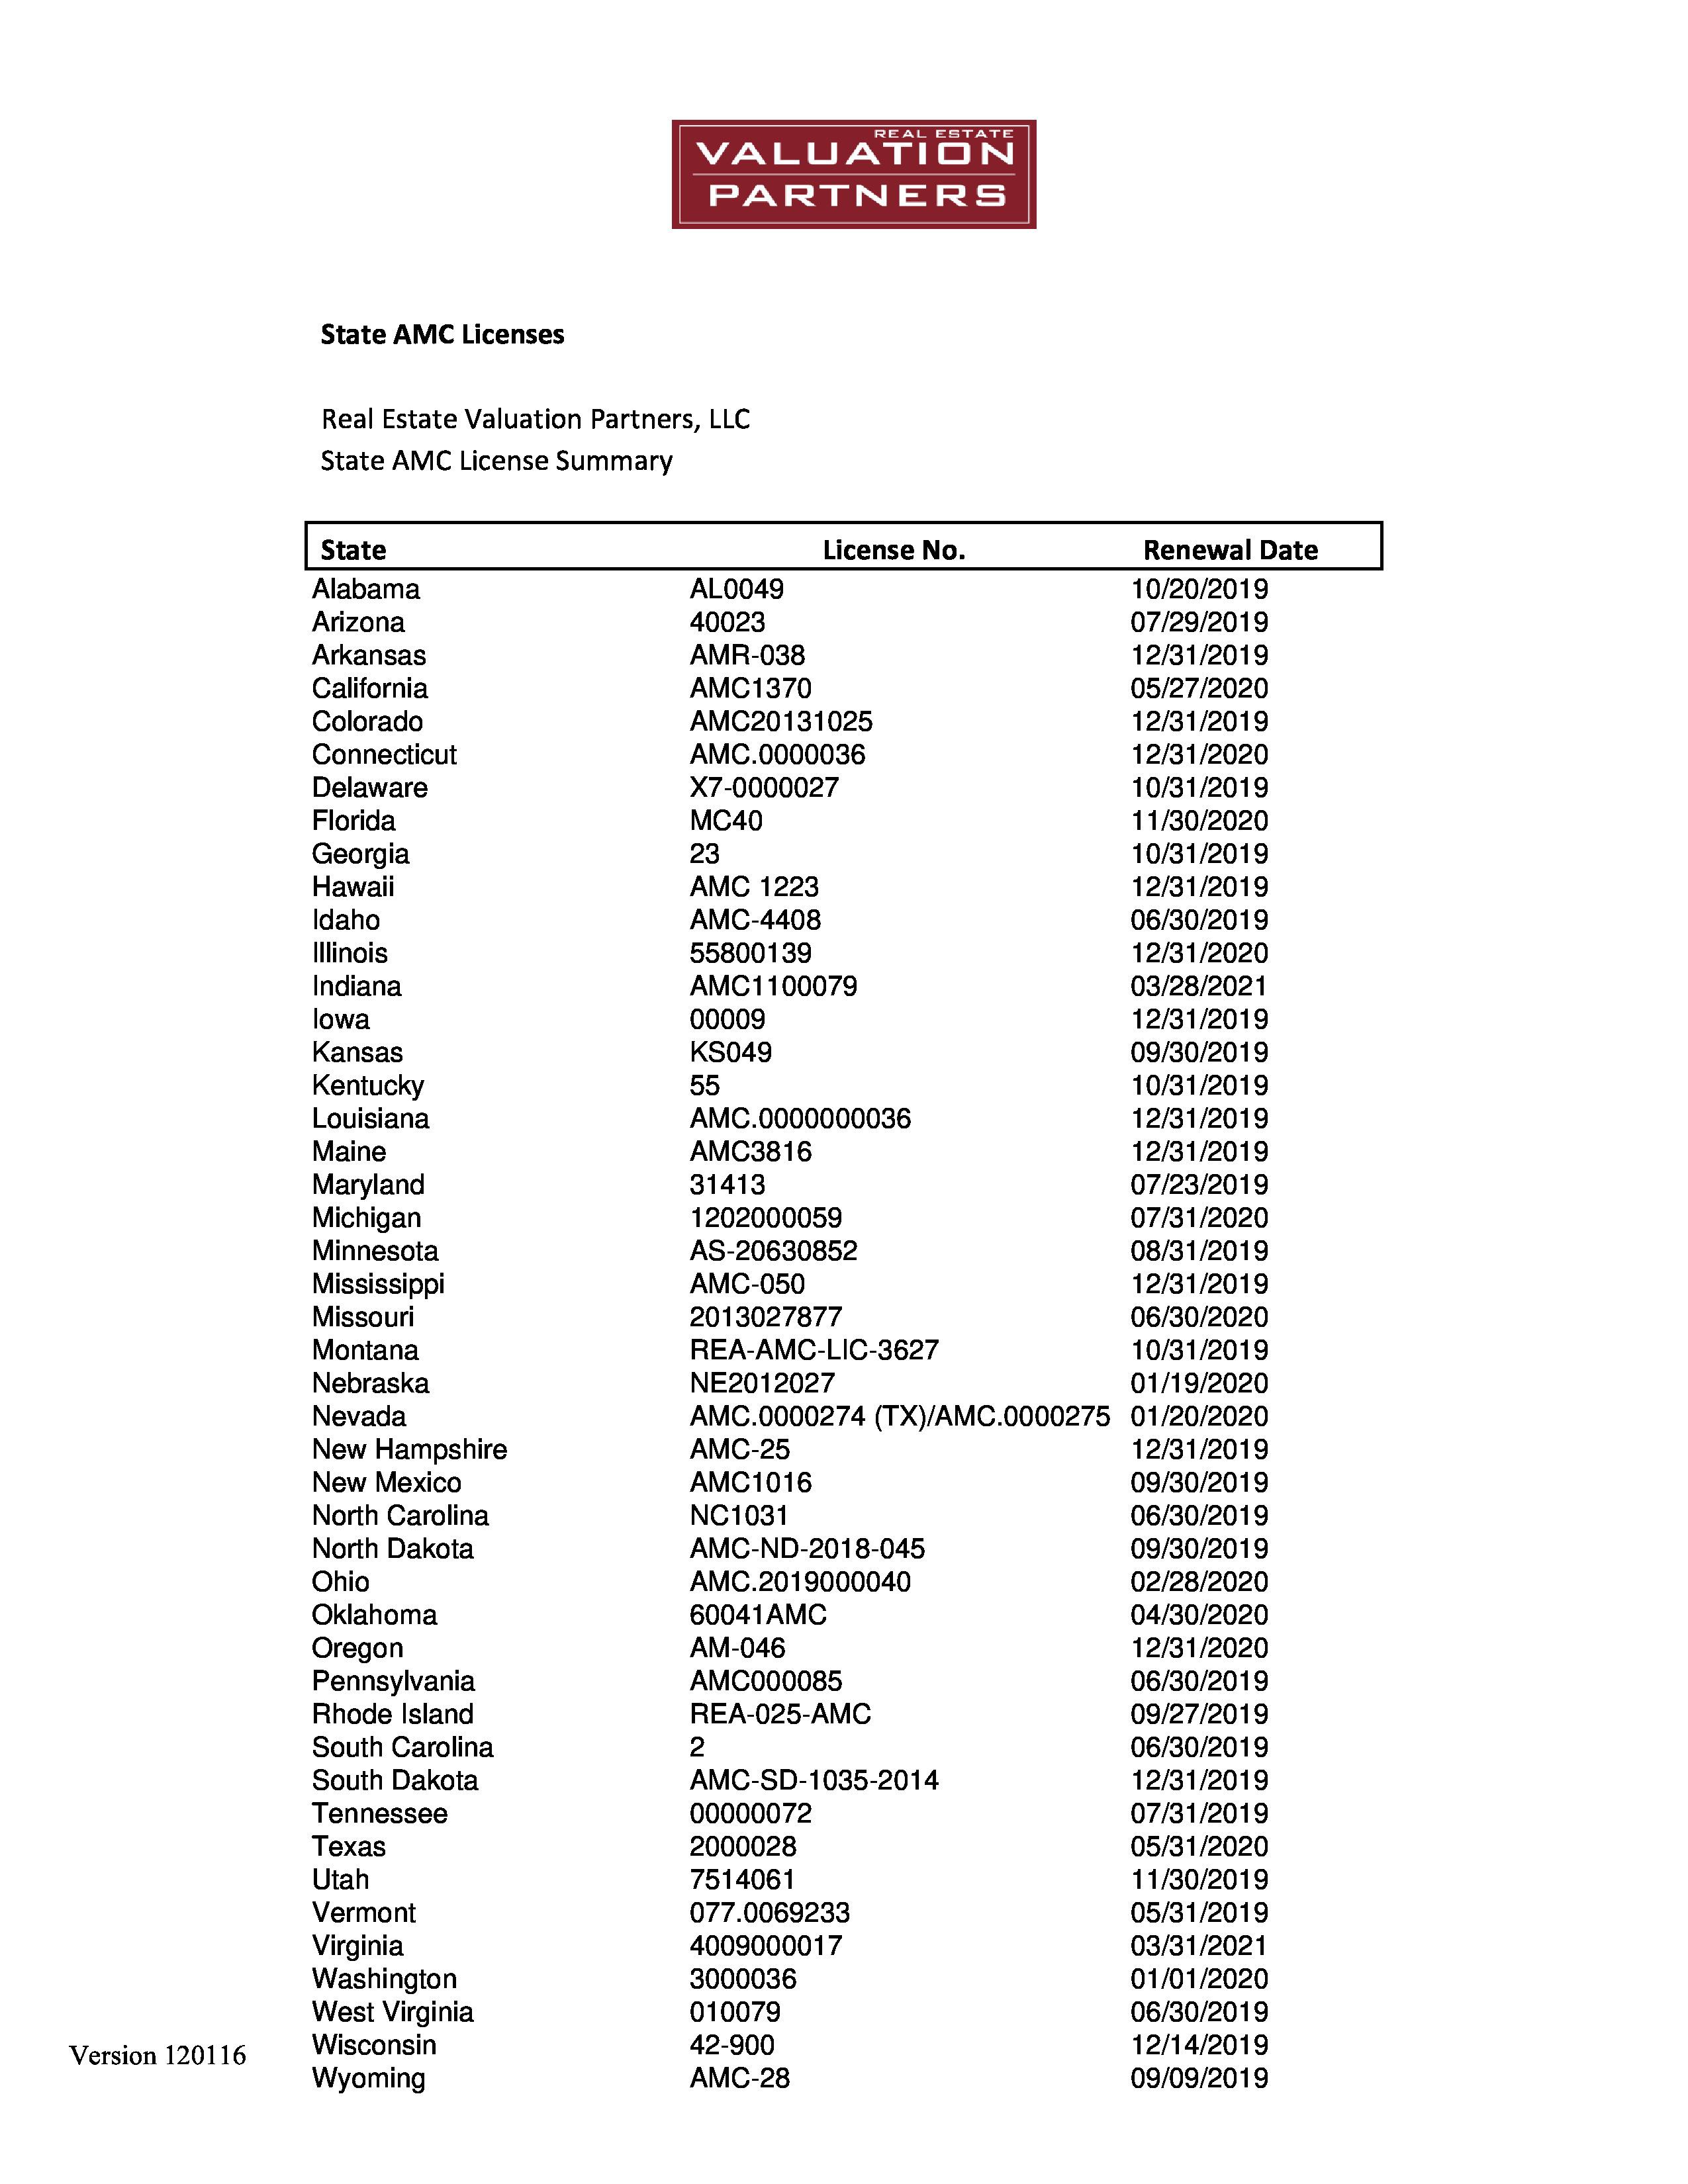 REAL ESTATE
VALUATION
PARTNERS
State AMC Licenses
Real Estate Valuation Partners, LLC
State AMC License Summary
State License No. Renewal Date
Alabama AL0049 10/20/2019
Arizona 40023 07/29/2019
Arkansas AMR-038 12/31/2019
California AMC1370 05/27/2020
Colorado AMC20131025 12/31/2019
Connecticut AMC.0000036 12/31/2020
Delaware X7-0000027 10/31/2019
Florida MC40 11/30/2020
Georgia 23 10/31/2019
Hawaii AMC 1223 12/31/2019
Idaho AMC-4408 06/30/2019
Illinois 55800139 12/31/2020
Indiana AMC1100079 03/28/2021
Iowa 00009 12/31/2019
Kansas KS049 09/30/2019
Kentucky 55 10/31/2019
Louisiana AMC.0000000036 12/31/2019
Maine AMC3816 12/31/2019
Maryland 31413 07/23/2019
Michigan 1202000059 07/31/2020
Minnesota AS-20630852 08/31/2019
Mississippi AMC-050 12/31/2019
Missouri 2013027877 06/30/2020
Montana REA-AMC-LIC-3627 10/31/2019
Nebraska NE2012027 01/19/2020
Nevada AMC.0000274 (TX)/AMC.0000275 01/20/2020
New Hampshire AMC-25 12/31/2019
New Mexico AMC1016 09/30/2019
North Carolina NC1031 06/30/2019
North Dakota AMC-ND-2018-045 09/30/2019
Ohio AMC.2019000040 02/28/2020
Oklahoma 60041AMC 04/30/2020
Oregon AM-046 12/31/2020
Pennsylvania AMC000085 06/30/2019
Rhode Island REA-025-AMC 09/27/2019
South Carolina 2 06/30/2019
South Dakota AMC-SD-1035-2014 12/31/2019
Tennessee 00000072 07/31/2019
Texas 2000028 05/31/2020
Utah 7514061 11/30/2019
Vermont 077.0069233 05/31/2019
Virginia 4009000017 03/31/2021
Washington 3000036 01/01/2020
West Virginia 010079 06/30/2019
Wisconsin 42-900 12/14/2019
Version 120116
Wyoming AMC-28 09/09/2019